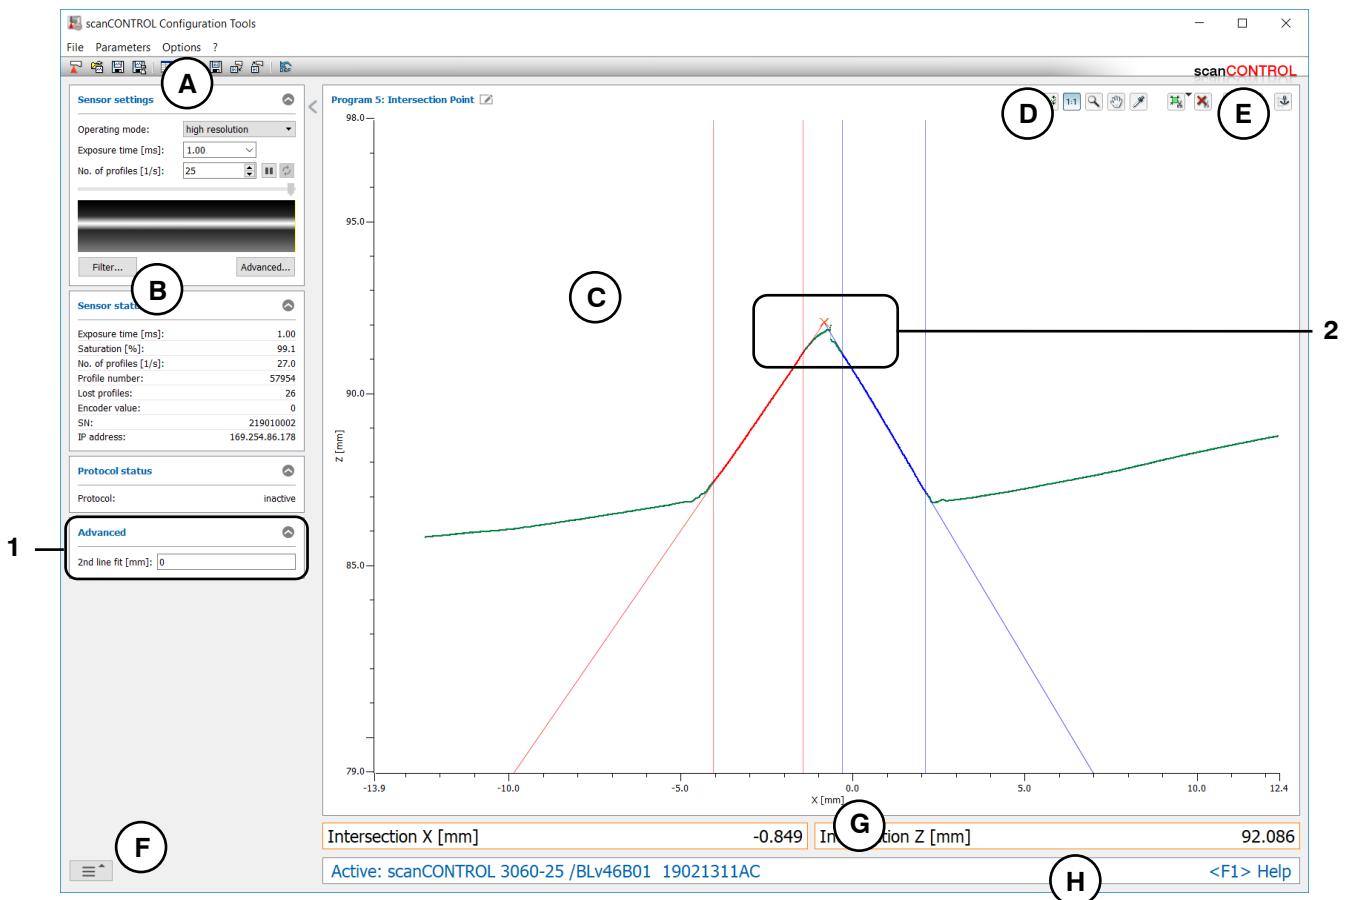 scanCONTROL Configuration Tools
File Parameters Options ?
A
scanCONTROL
Sensor settings
Operating mode: high resolution
Exposure time [ms]: 1.00
No. of profiles [1/s]: 25
Filter... Advanced...
B
Sensor
Exposure time [ms]: 1.00
Saturation [%]: 99.1
No. of profiles [1/s]: 27.0
Profile number: 57954
Lost profiles: 26
Encoder value: 0
SN: 219010002
IP address: 169.254.86.178
Protocol status
Protocol: inactive
1
Advanced
2nd line fit [mm]: 0
F
Program 5: Intersection Point
D
1:1
E
98.0
95.0
90.0
85.0
79.0
Z [mm]
C
2
-13.9 -10.0 -5.0 0.0 5.0 10.0 12.4
X [mm]
G
Intersection X [mm] -0.849
Z [mm] 92.086
Active: scanCONTROL 3060-25 /BLv46B01 19021311AC
<F1> Help
H